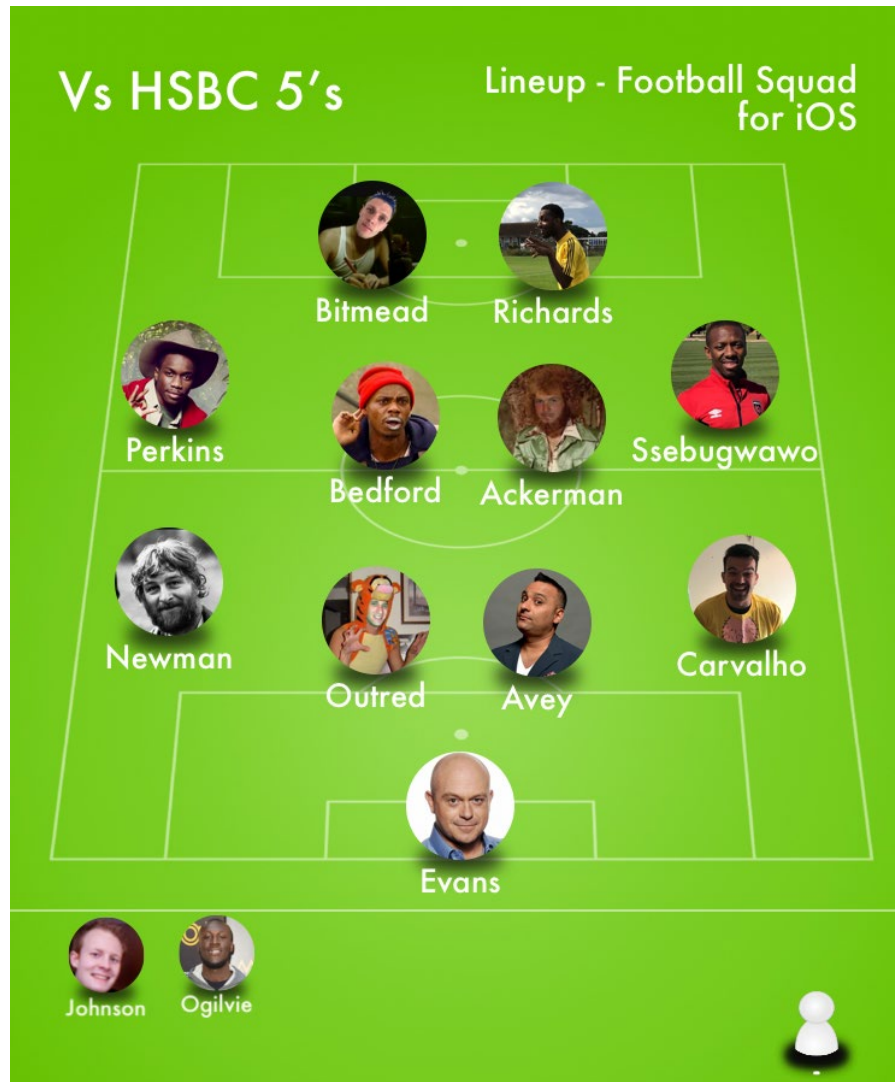 Vs HSBC 5's
Lineup - Football Squad
for iOS
Bitmead
Richards
Perkins
Bedford
Ackerman
Ssebugwawo
Newman
Outred
Avey
Carvalho
Evans
Johnson
Ogilvie
-